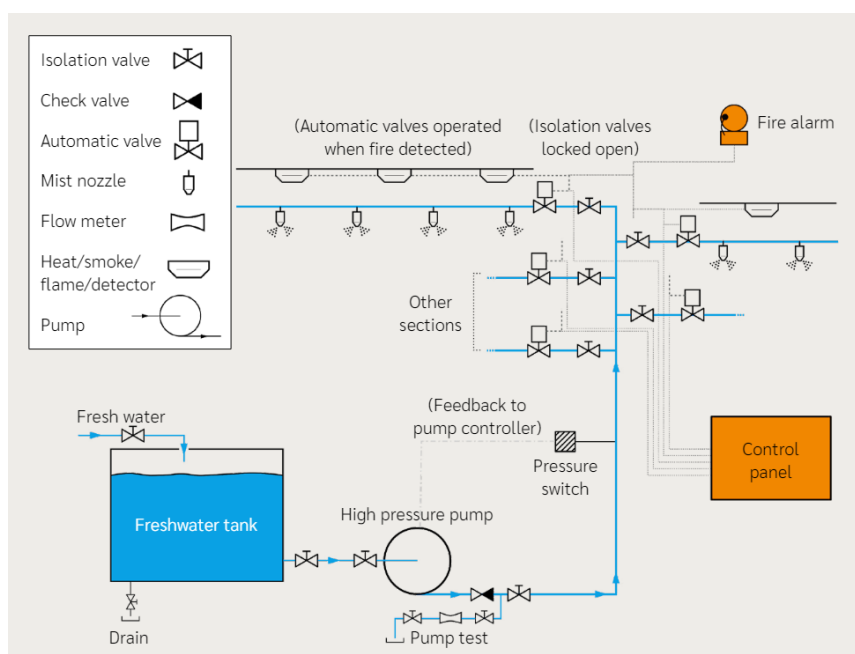 Isolation valve
Check valve
Automatic valve
Mist nozzle
Flow meter
Heat/smoke/
flame/detector
Pump
(Automatic valves operated
when fire detected)
(Isolation valves
locked open)
Fire alarm
Other
sections
Fresh water
(Feedback to
pump controller)
Pressure
switch
Control
panel
High pressure pump
Freshwater tank
Drain
Pump test